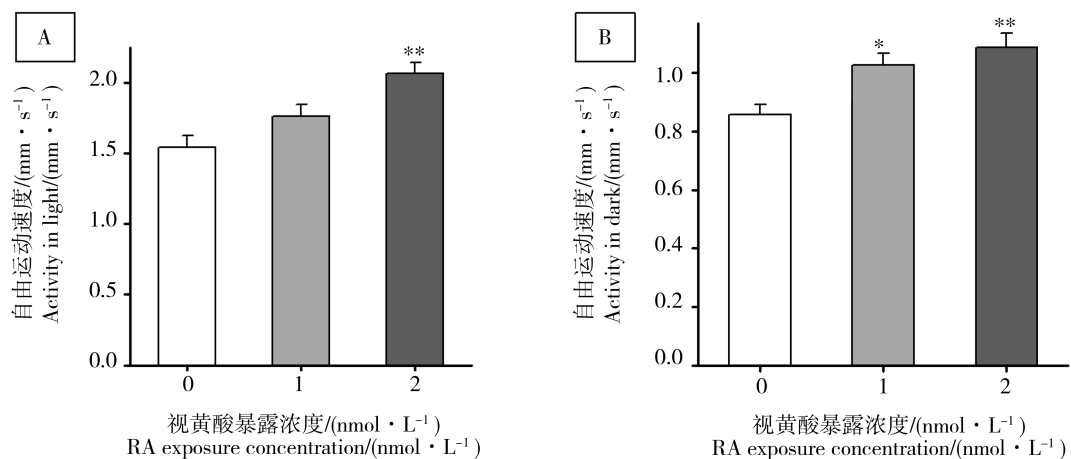 A
自由运动速度/(mm·s⁻¹)
Activity in light/(mm·s⁻¹)
2.0
1.5
1.0
0.5
0.0
**
0 1 2
视黄酸暴露浓度/(nmol·L⁻¹)
RA exposure concentration/(nmol·L⁻¹)
B
自由运动速度/(mm·s⁻¹)
Activity in dark/(mm·s⁻¹)
1.0
0.8
0.6
0.4
0.2
0.0
*
**
0 1 2
视黄酸暴露浓度/(nmol·L⁻¹)
RA exposure concentration/(nmol·L⁻¹)